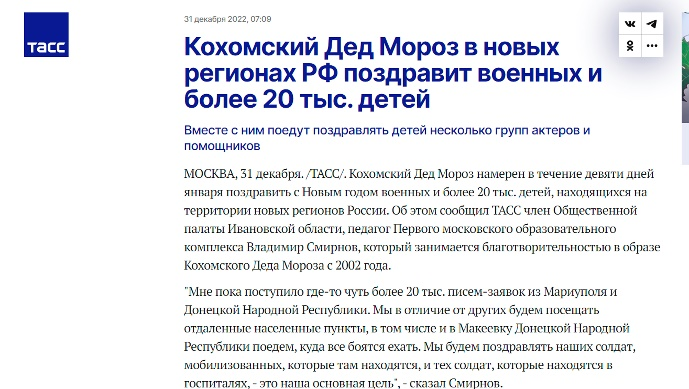 31 декабря 2022, 07:09
ТАСС
Кохомский Дед Мороз в новых
регионах РФ поздравит военных и
более 20 тыс. детей
Вместе с ним поедут поздравлять детей несколько групп актеров и
помощников
МОСКВА, 31 декабря. /ТАСС/. Кохомский Дед Мороз намерен в течение девяти дней
января поздравить с Новым годом военных и более 20 тыс. детей, находящихся на
территории новых регионов России. Об этом сообщил ТАСС член Общественной
палаты Ивановской области, педагог Первого московского образовательного
комплекса Владимир Смирнов, который занимается благотворительностью в образе
Кохомского Деда Мороза с 2002 года.
"Мне пока поступило где-то чуть более 20 тыс. писем-заявок из Мариуполя и
Донецкой Народной Республики. Мы в отличие от других будем посещать
отдаленные населенные пункты, в том числе и в Макеевку Донецкой Народной
Республики поедем, куда все боятся ехать. Мы будем поздравлять наших солдат,
мобилизованных, которые там находятся, и тех солдат, которые находятся в
госпиталях, - это наша основная цель", - сказал Смирнов.